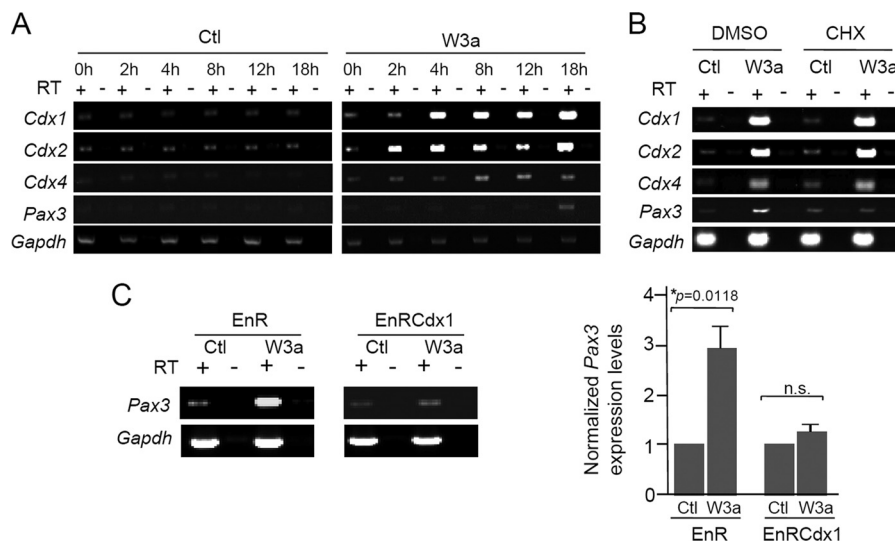 A
Ctl W3a
0h 2h 4h 8h 12h 18h 0h 2h 4h 8h 12h 18h
RT + - + - + - + - + - + - + - + - + - + - + - + -
Cdx1
Cdx2
Cdx4
Pax3
Gapdh
B
DMSO CHX
Ctl W3a Ctl W3a
RT + - + - + - + -
Cdx1
Cdx2
Cdx4
Pax3
Gapdh
C
EnR EnRCdx1
Ctl W3a Ctl W3a
RT + - + - + - + -
Pax3
Gapdh
Normalized Pax3
expression levels
4
3
2
1
0
*p=0.0118
n.s.
Ctl W3a Ctl W3a
EnR EnRCdx1